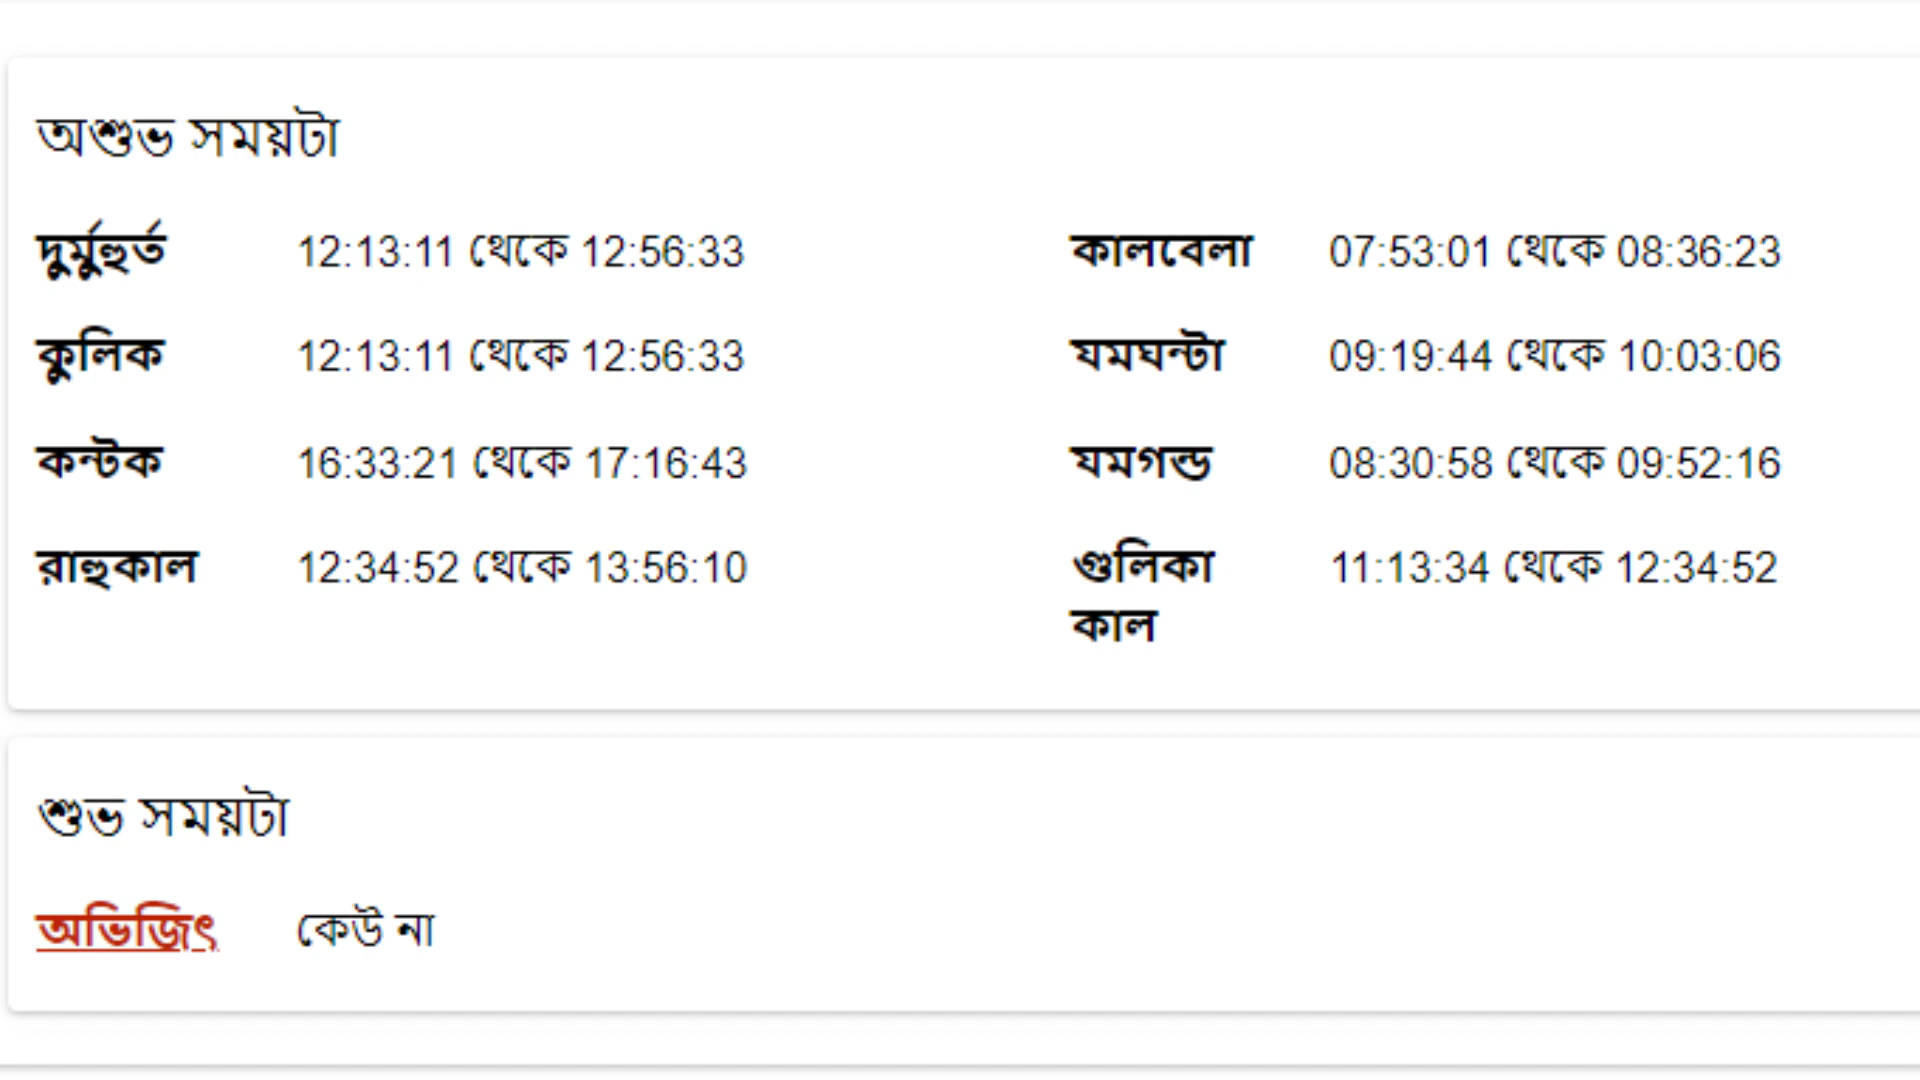 অশুভ সময়টা
দুর্মুহুর্ত 12:13:11 থেকে 12:56:33 কালবেলা 07:53:01 থেকে 08:36:23
কুলিক 12:13:11 থেকে 12:56:33 যমঘন্টা 09:19:44 থেকে 10:03:06
কন্টক 16:33:21 থেকে 17:16:43 যমগন্ড 08:30:58 থেকে 09:52:16
রাহুকাল 12:34:52 থেকে 13:56:10 গুলিকা 11:13:34 থেকে 12:34:52
কাল
শুভ সময়টা
অভিজিৎ কেউ না